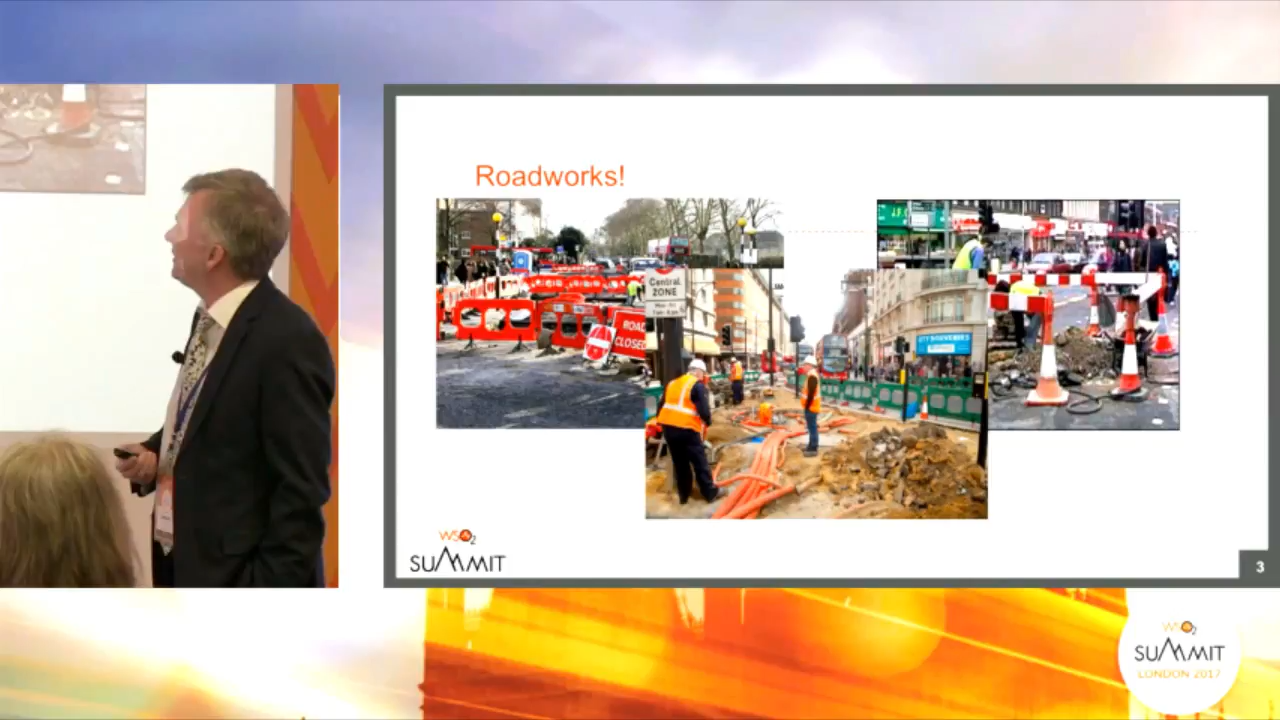 Roadworks!
Central
ZONE
ROAD
CLOSED
WSO2
SUMMIT
3
WSO2
SUMMIT
LONDON 2017